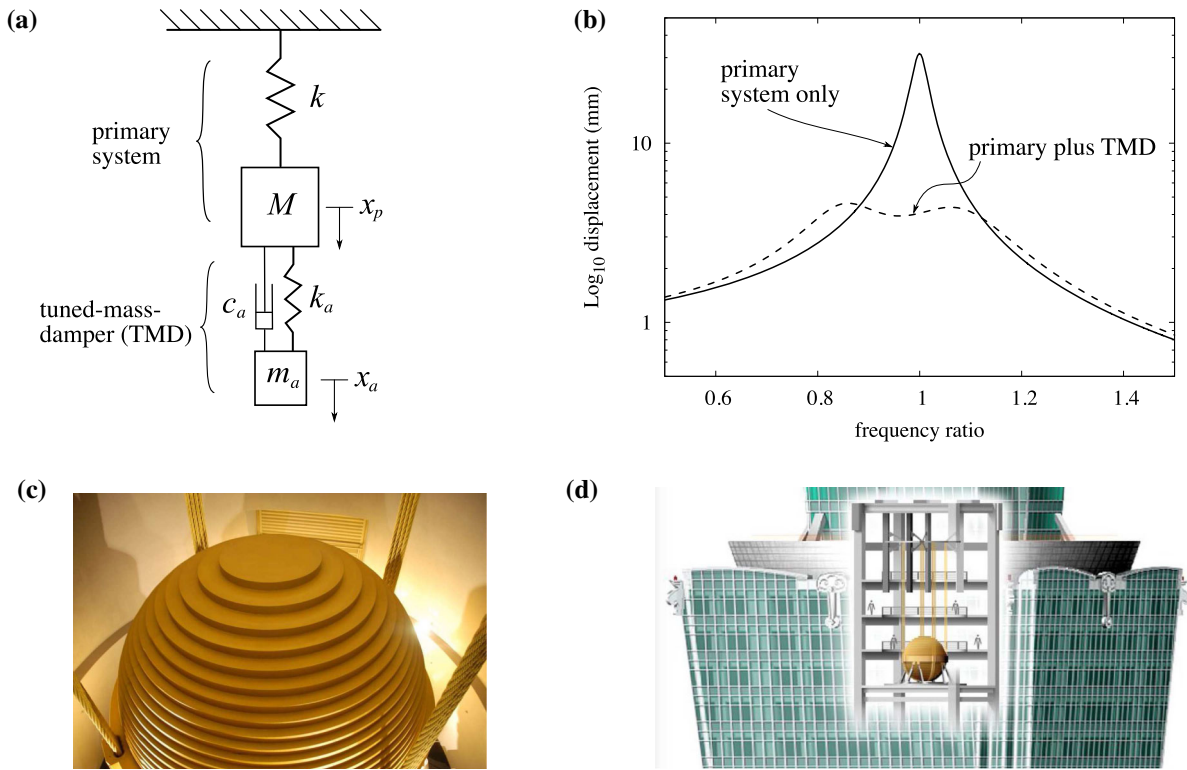 (a)
k
primary
system
M
x_p
tuned-mass-
damper (TMD)
c_a
k_a
m_a
x_a
(b)
Log10 displacement (mm)
10
1
primary
system only
primary plus TMD
0.6 0.8 1 1.2 1.4
frequency ratio
(c)
(d)